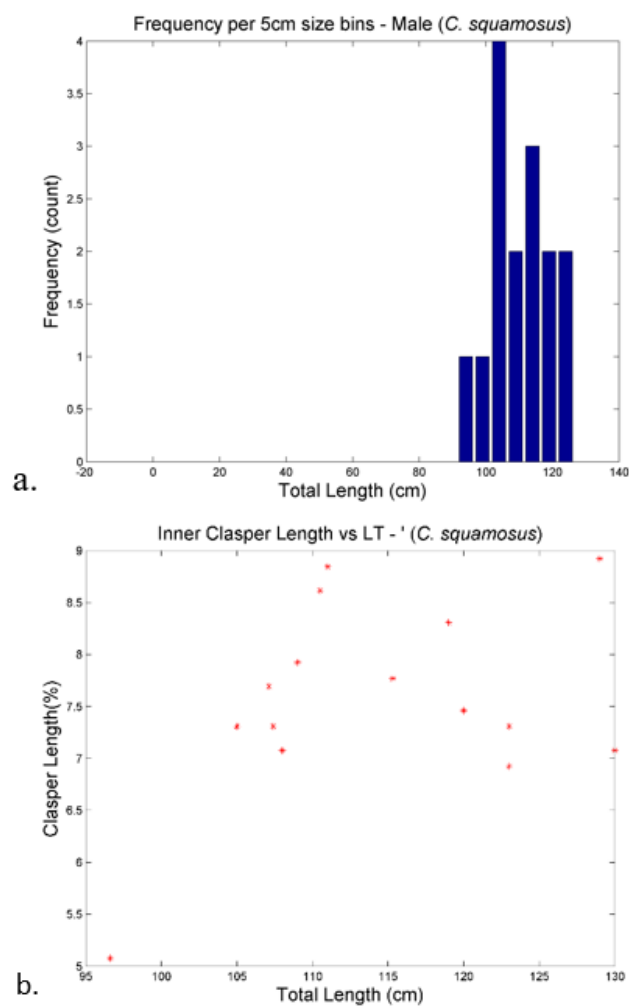 Frequency per 5cm size bins - Male (C. squamosus)
4
3.5
3
2.5
2
1.5
1
0.5
0
Frequency (count)
-20 0 20 40 60 80 100 120 140
Total Length (cm)
a.
Inner Clasper Length vs LT - ' (C. squamosus)
9
8.5
8
7.5
7
6.5
6
5.5
5
Clasper Length(%)
95 100 105 110 115 120 125 130
Total Length (cm)
b.